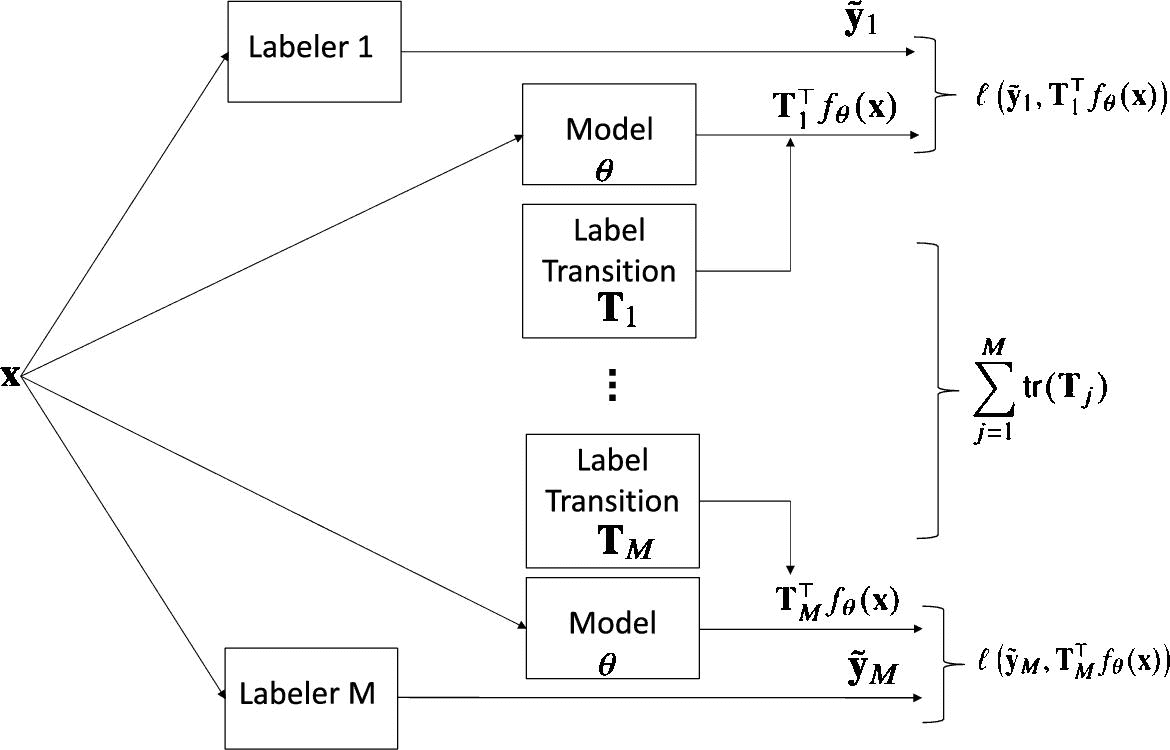 Labeler 1
ỹ₁
ℓ (ỹ₁, T₁ᵀ f_θ(x))
T₁ᵀ f_θ(x)
Model
θ
Label
Transition
T₁
x
⋮
∑_{j=1}^{M} tr(T_j)
Label
Transition
T_M
T_Mᵀ f_θ(x)
Model
θ
ℓ (ỹ_M, T_Mᵀ f_θ(x))
Labeler M
ỹ_M